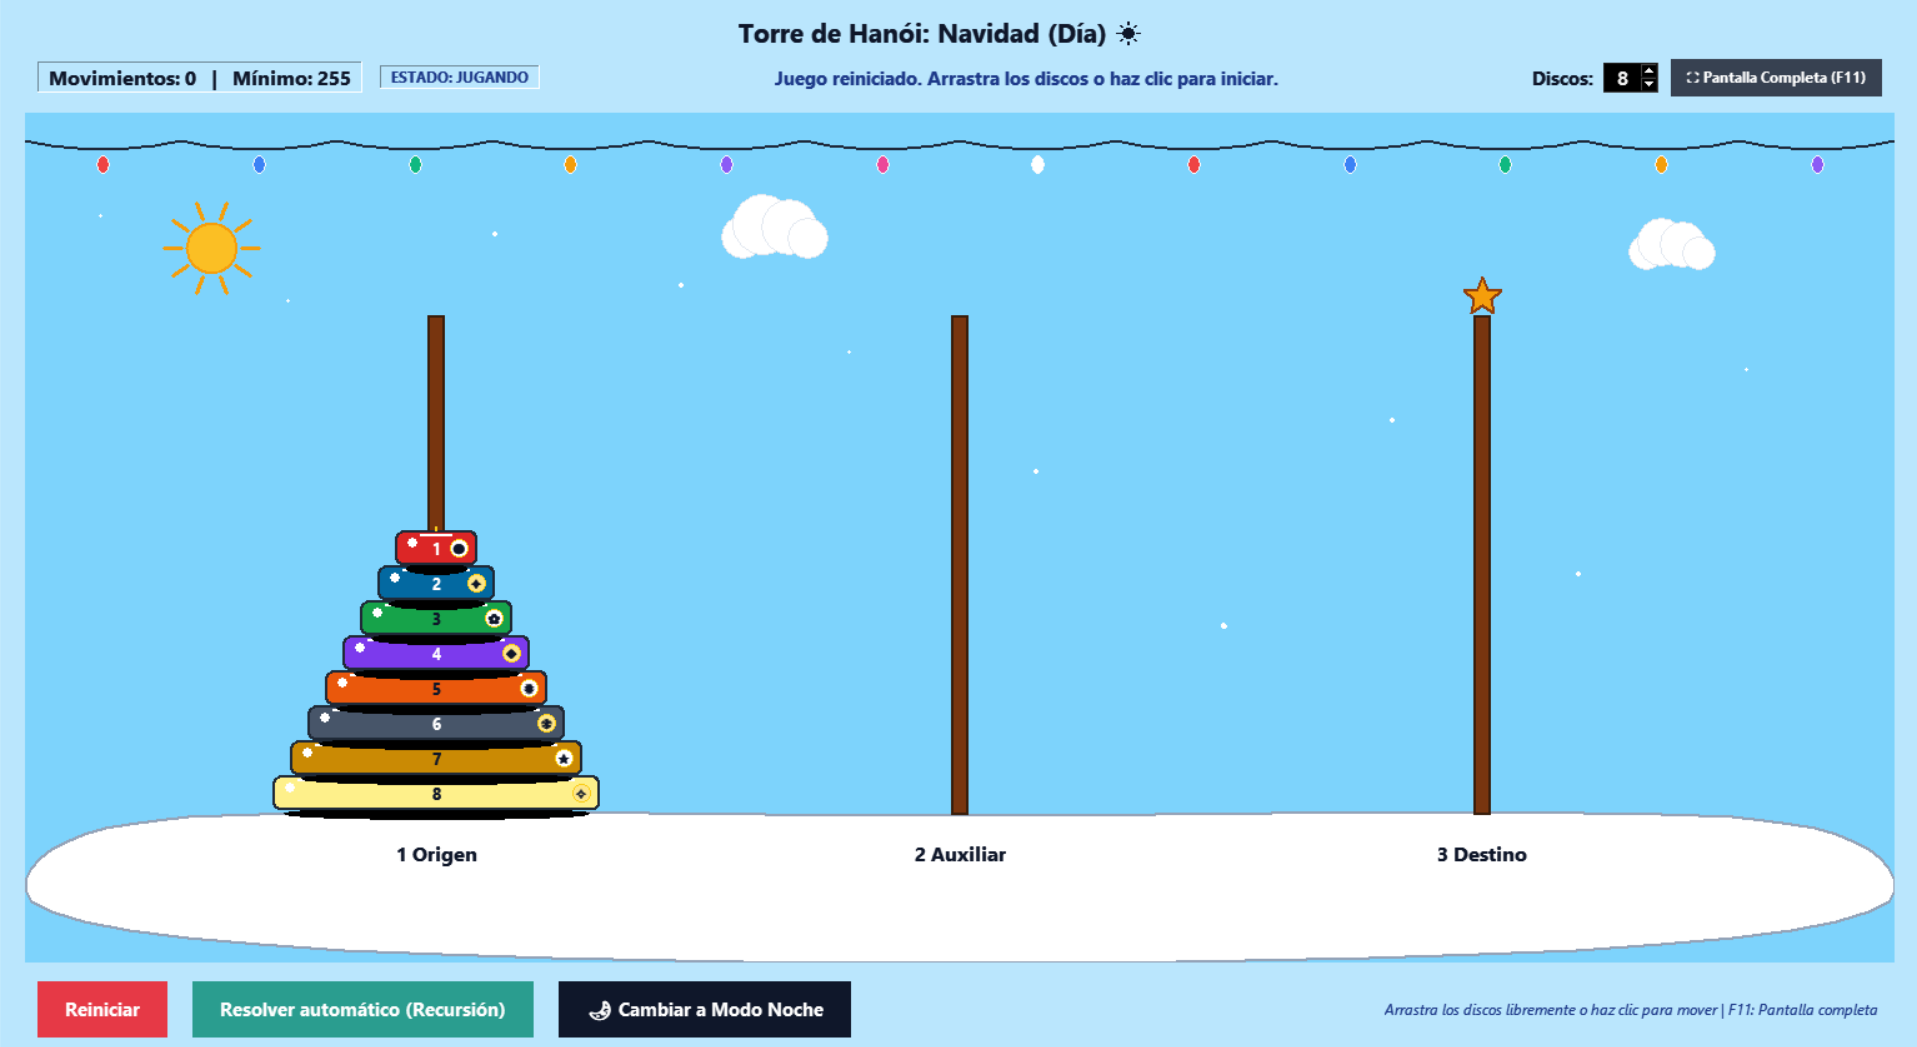 Torre de Hanói: Navidad (Día) ☀
Movimientos: 0 | Mínimo: 255
ESTADO: JUGANDO
Juego reiniciado. Arrastra los discos o haz clic para iniciar.
Discos: 8
⛶ Pantalla Completa (F11)
1
2
3
4
5
6
7
8
1 Origen
2 Auxiliar
3 Destino
Reiniciar
Resolver automático (Recursión)
🌙 Cambiar a Modo Noche
Arrastra los discos libremente o haz clic para mover | F11: Pantalla completa